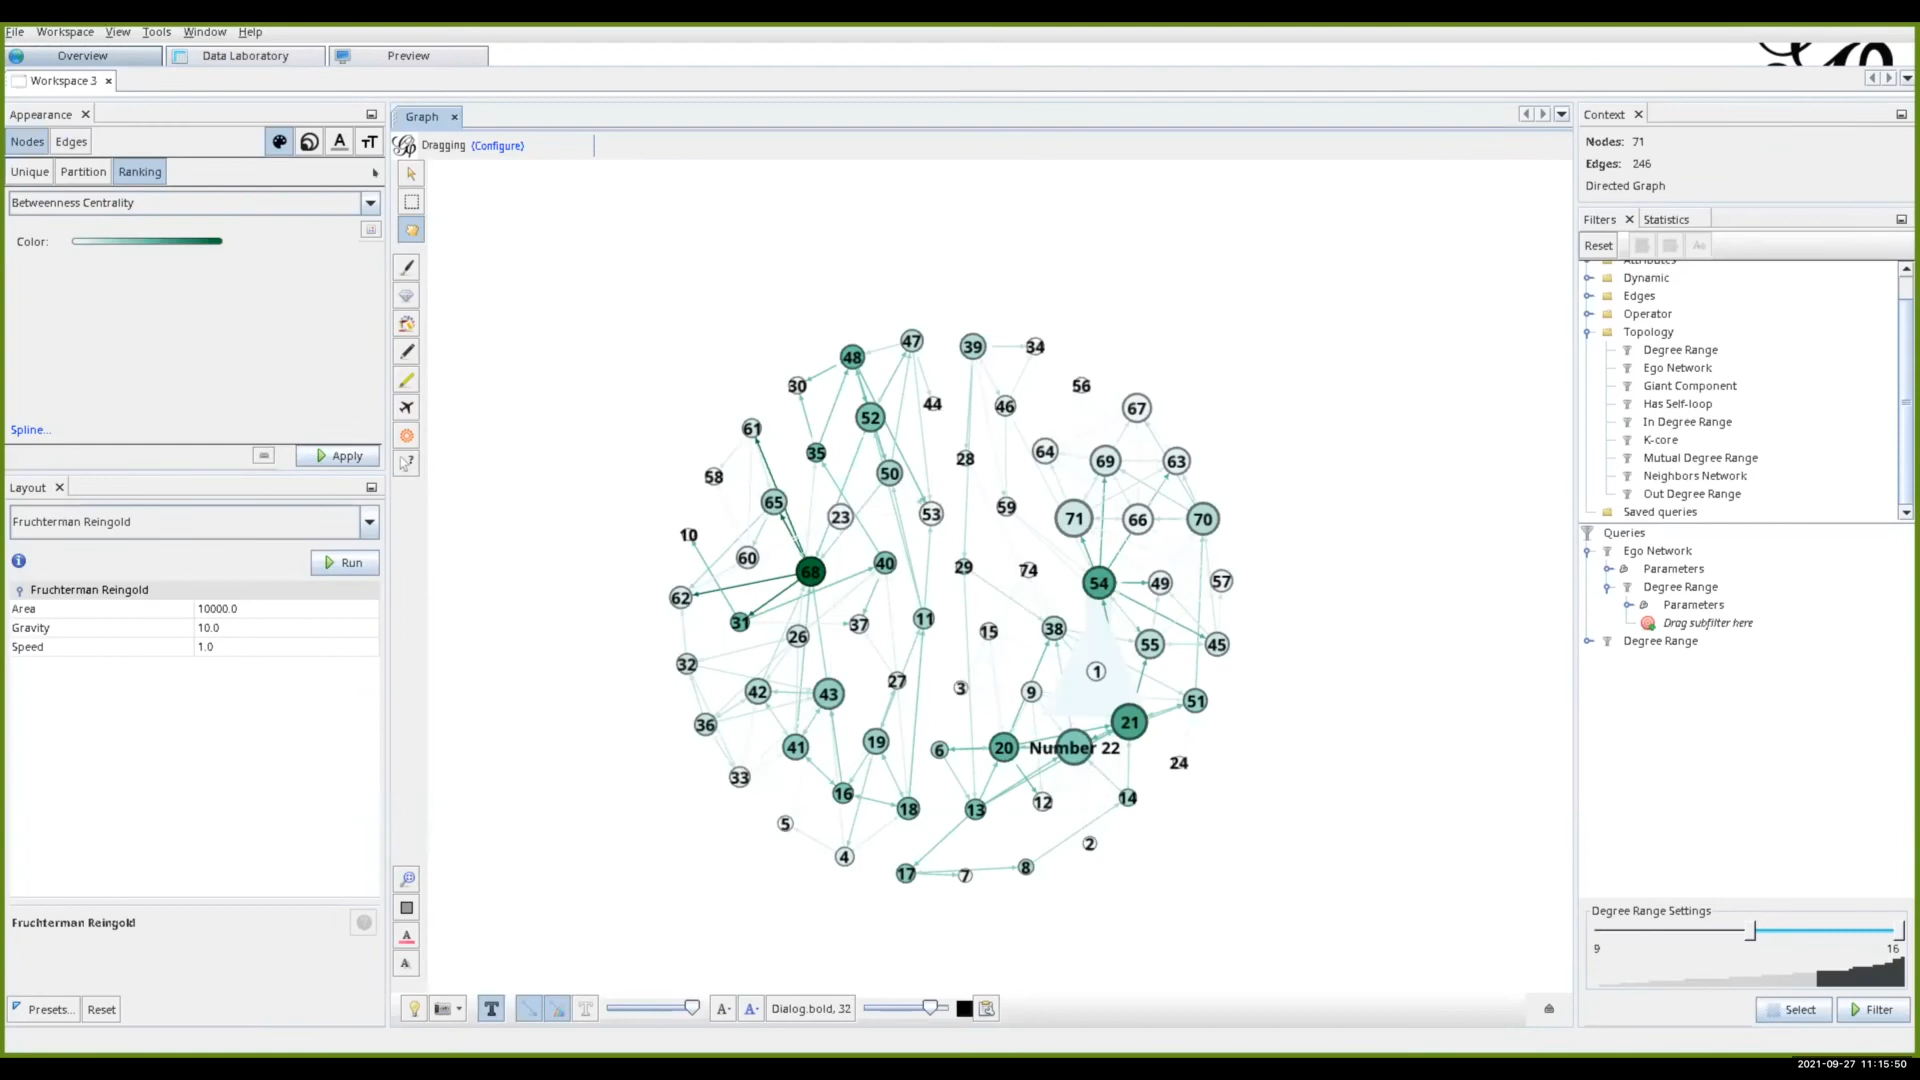 File Workspace View Tools Window Help
Overview Data Laboratory Preview
Workspace 3
Appearance
Nodes Edges
Unique Partition Ranking
Betweenness Centrality
Color:
Spline...
Apply
Layout
Fruchterman Reingold
Run
Fruchterman Reingold
Area 10000.0
Gravity 10.0
Speed 1.0
Fruchterman Reingold
Presets... Reset
Graph
Dragging (Configure)
47
48 39 34
30 56
44 46 67
52
61
35 64 69 63
28
58 50
65 59
23 53 71 66 70
10
60 40 29 74
68 54 49 57
62
31 37 11 15 38
26 55 45
32 1
27 3 9
42 43 51
36 21
41 19 6 20 Number 22
24
33
16 12 14
18 13
5 2
4
17 7 8
Dialog.bold, 32
Context
Nodes: 71
Edges: 246
Directed Graph
Filters Statistics
Reset
Attributes
Dynamic
Edges
Operator
Topology
Degree Range
Ego Network
Giant Component
Has Self-loop
In Degree Range
K-core
Mutual Degree Range
Neighbors Network
Out Degree Range
Saved queries
Queries
Ego Network
Parameters
Degree Range
Parameters
Drag subfilter here
Degree Range
Degree Range Settings
9 16
Select Filter
2021-09-27 11:15:50